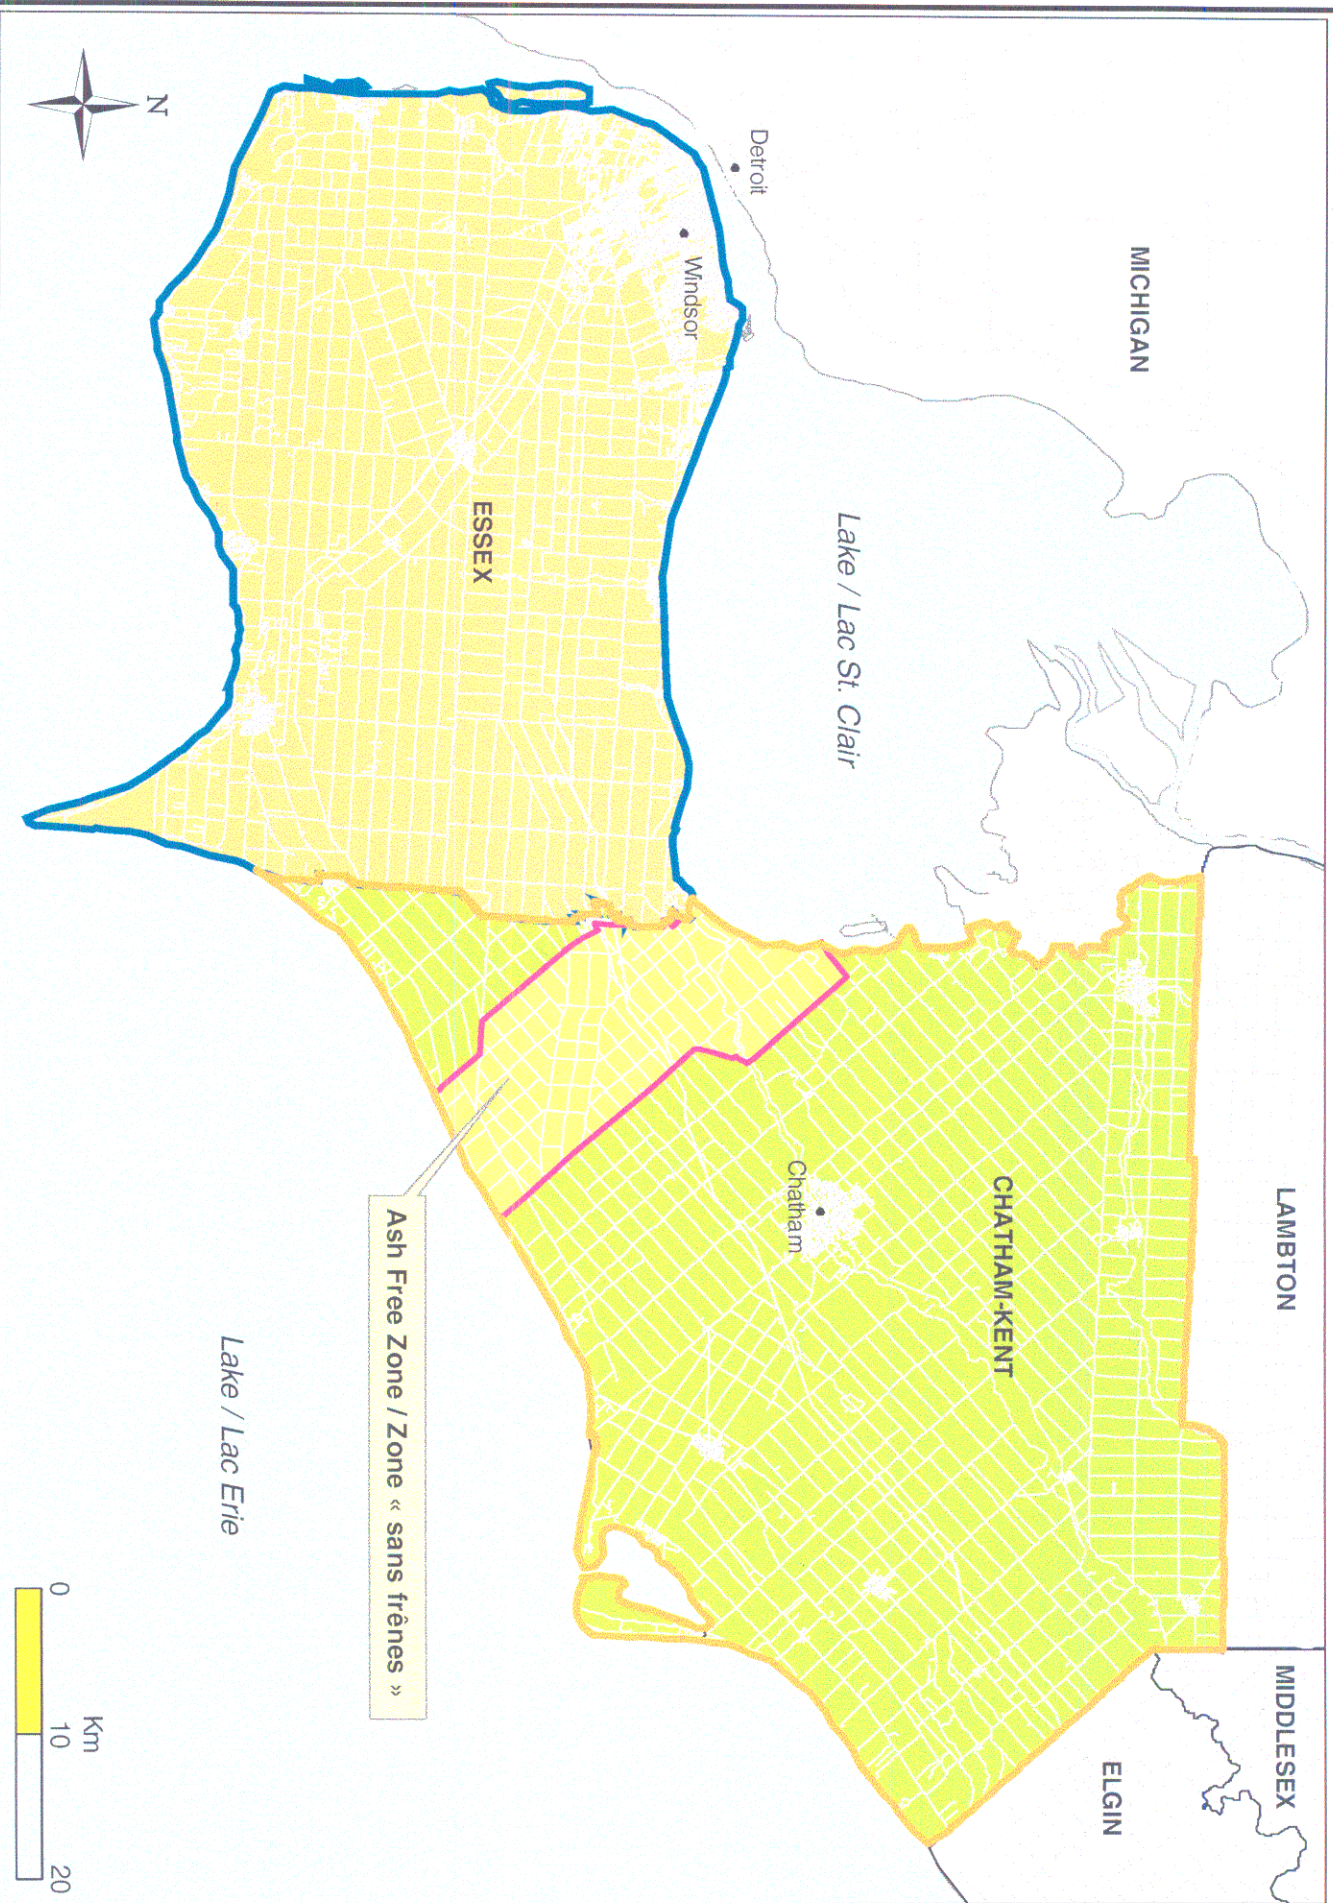 MICHIGAN
LAMBTON
MIDDLESEX
ELGIN
Detroit
Windsor
Lake / Lac St. Clair
CHATHAM-KENT
Chatham
ESSEX
Ash Free Zone / Zone « sans frênes »
Lake / Lac Erie
N
Km
0 10 20